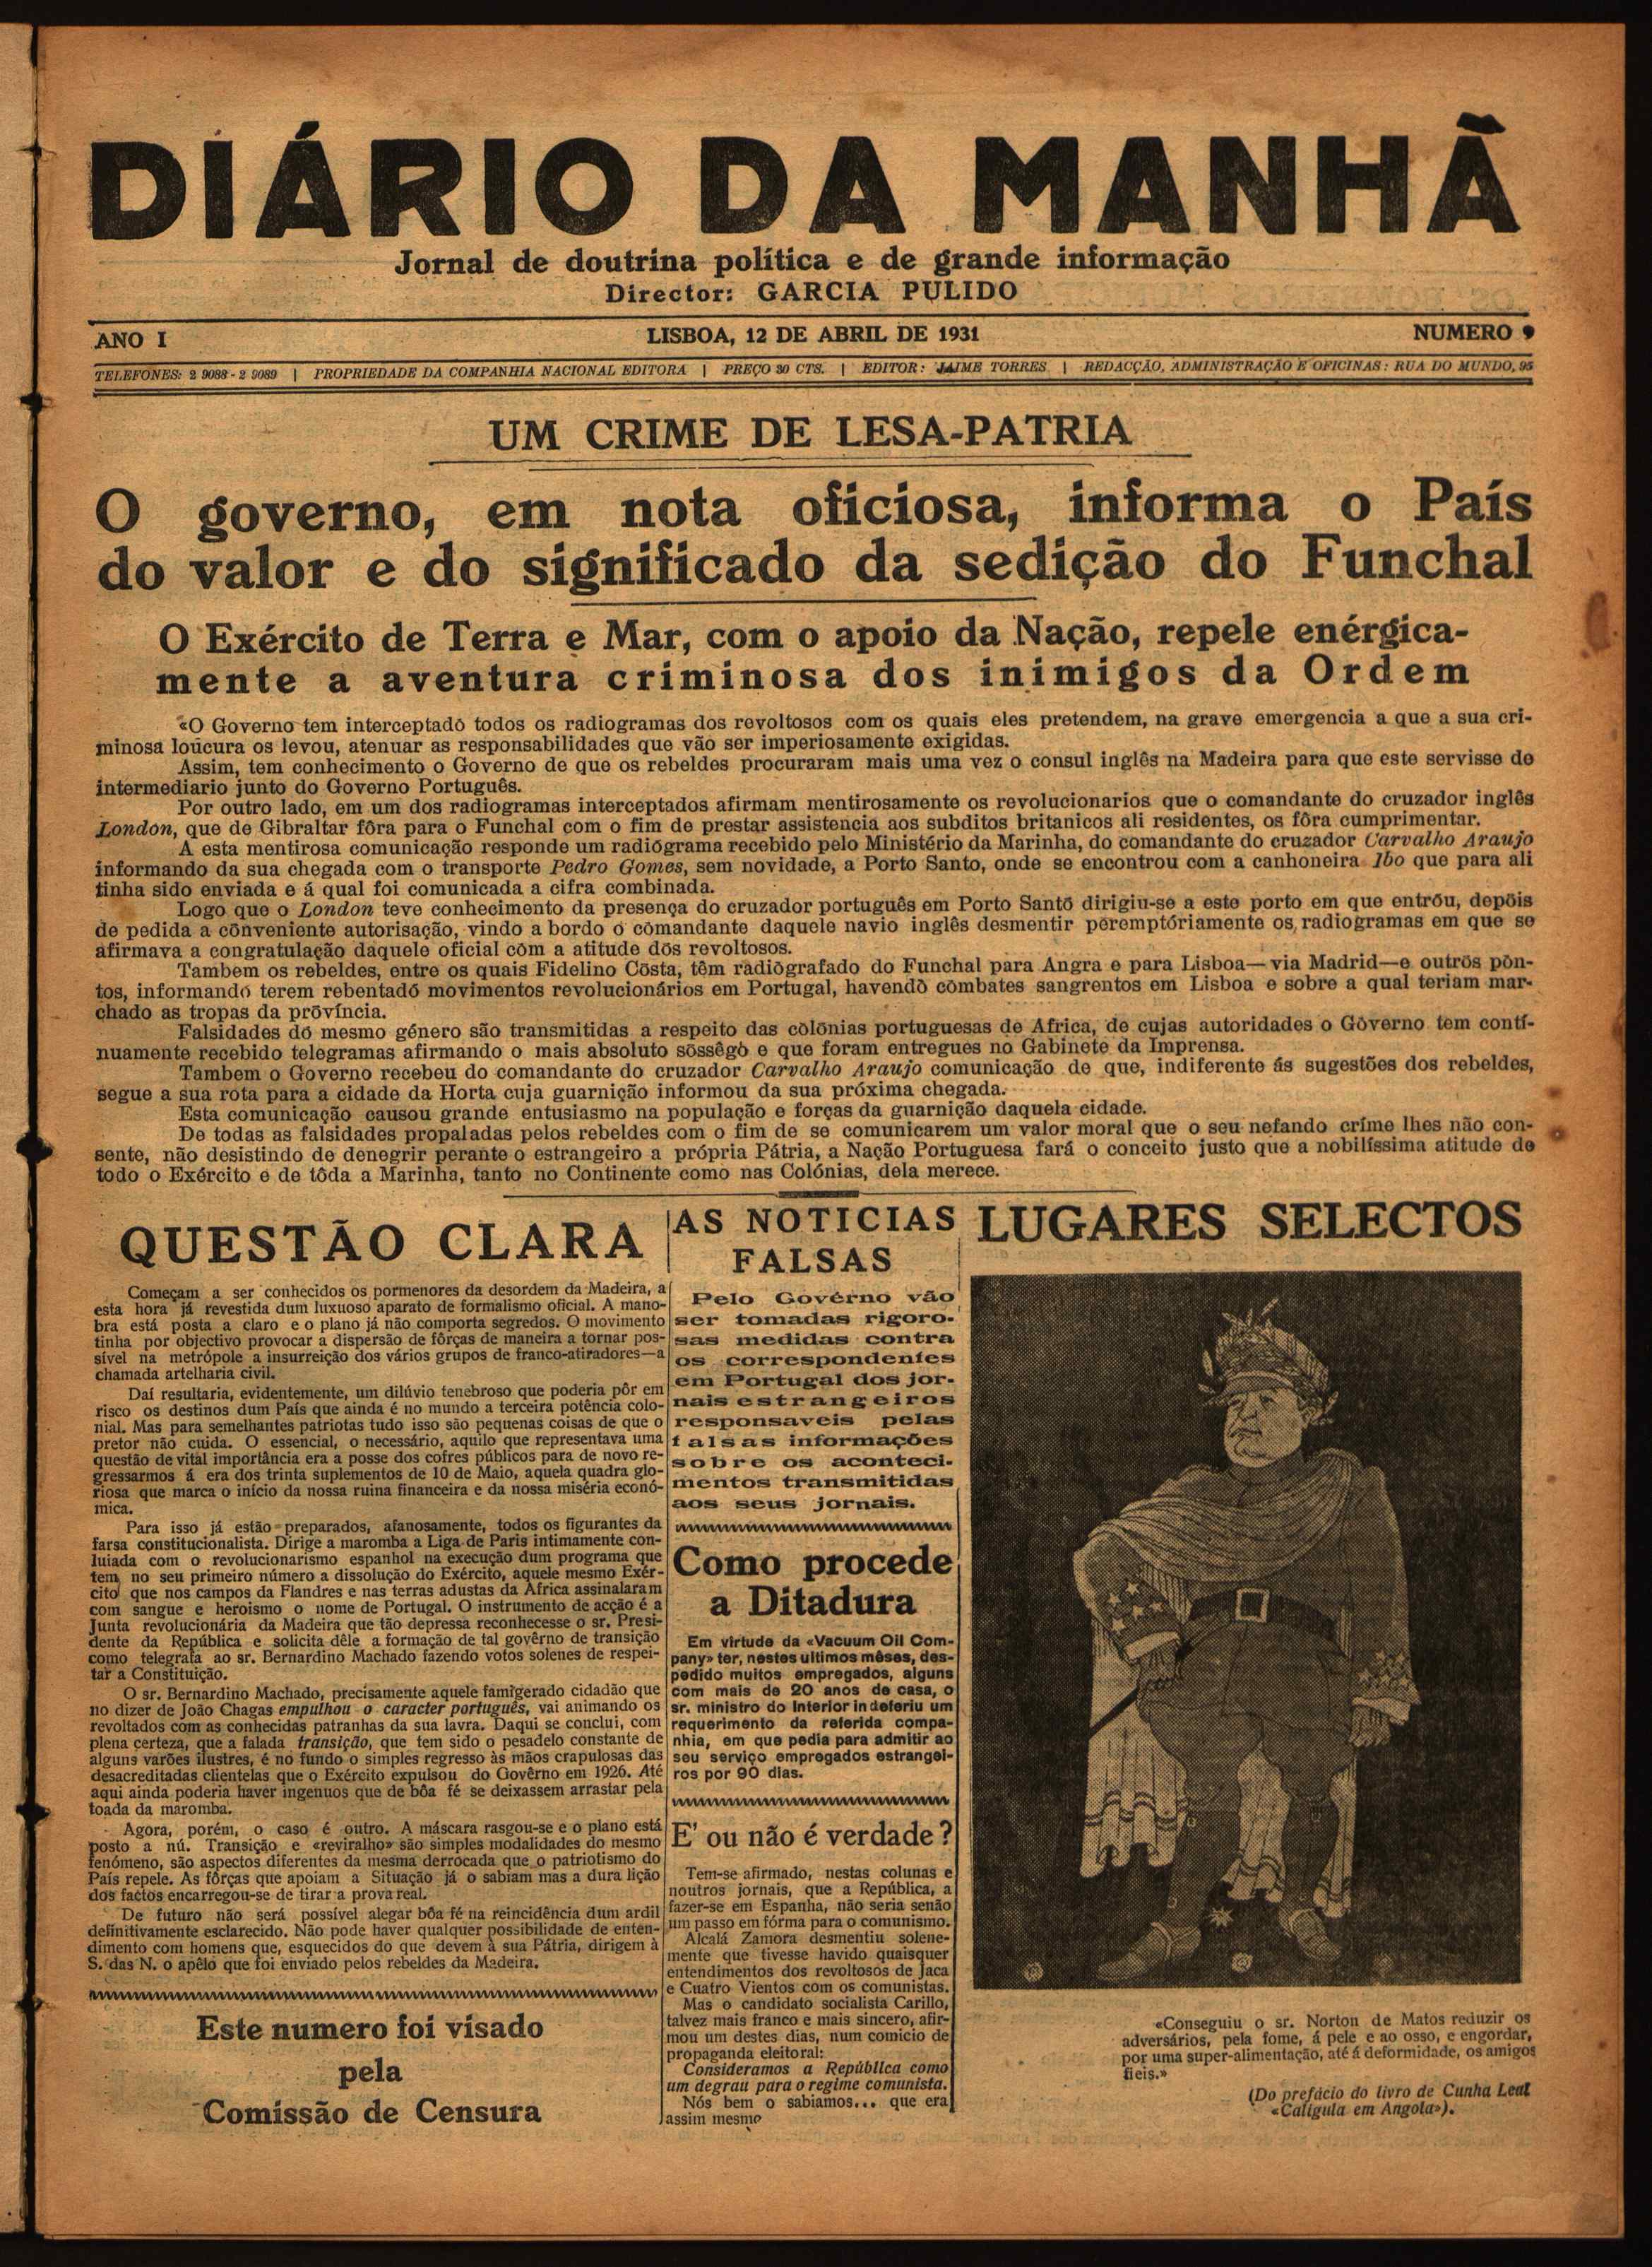 DIÁRIO DA MANHÃ
Jornal de doutrina política e de grande informação
Director: GARCIA PULIDO
ANO I
LISBOA, 12 DE ABRIL DE 1931
NUMERO 9
TELEFONES: 2 9088 - 2 9089 | PROPRIEDADE DA COMPANHIA NACIONAL EDITORA | PREÇO 30 CTS. | EDITOR: JAIME TORRES | REDACÇÃO, ADMINISTRAÇÃO E OFICINAS: RUA DO MUNDO, 95
UM CRIME DE LESA-PATRIA
O governo, em nota oficiosa, informa o País
do valor e do significado da sedição do Funchal
O Exército de Terra e Mar, com o apoio da Nação, repele enérgica-
mente a aventura criminosa dos inimigos da Ordem
«O Governo tem interceptadó todos os radiogramas dos revoltosos com os quais eles pretendem, na grave emergencia a que a sua cri-
minosa loúcura os levou, atenuar as responsabilidades que vão ser imperiosamente exigidas.
Assim, tem conhecimento o Governo de que os rebeldes procuraram mais uma vez o consul inglês na Madeira para que este servisse de
intermediario junto do Governo Português.
Por outro lado, em um dos radiogramas interceptados afirmam mentirosamente os revolucionarios que o comandante do cruzador inglês
London, que de Gibraltar fôra para o Funchal com o fim de prestar assistencia aos subditos britanicos ali residentes, os fôra cumprimentar.
A esta mentirosa comunicação responde um radiógrama recebido pelo Ministério da Marinha, do comandante do cruzador Carvalho Araujo
informando da sua chegada com o transporte Pedro Gomes, sem novidade, a Porto Santo, onde se encontrou com a canhoneira Ibo que para ali
tinha sido enviada e á qual foi comunicada a cifra combinada.
Logo que o London teve conhecimento da presença do cruzador português em Porto Santó dirigiu-se a este porto em que entróu, depóis
de pedida a cónveniente autorisação, vindo a bordo o cómandante daquele navio inglês desmentir peremptóriamente os radiogramas em que se
afirmava a congratulação daquele oficial cóm a atitude dós revoltosos.
Tambem os rebeldes, entre os quais Fidelino Cósta, têm radiógrafado do Funchal para Angra e para Lisboa—via Madrid—e outrós pón-
tos, informandó terem rebentadó movimentos revolucionários em Portugal, havendó cómbates sangrentos em Lisboa e sobre a qual teriam mar-
chado as tropas da próvíncia.
Falsidades dó mesmo género são transmitidas a respeito das cólónias portuguesas de Africa, de cujas autoridades o Góverno tem contí-
nuamente recebido telegramas afirmando o mais absoluto sóssêgó e que foram entregues no Gabinete da Imprensa.
Tambem o Governo recebeu do comandante do cruzador Carvalho Araujo comunicação de que, indiferente ás sugestões dos rebeldes,
segue a sua rota para a cidade da Horta cuja guarnição informou da sua próxima chegada.
Esta comunicação causou grande entusiasmo na população e forças da guarnição daquela cidade.
De todas as falsidades propaladas pelos rebeldes com o fim de se comunicarem um valor moral que o seu nefando críme lhes não con-
sente, não desistindo de denegrir perante o estrangeiro a própria Pátria, a Nação Portuguesa fará o conceito justo que a nobilíssima atitude de
todo o Exército e de tôda a Marinha, tanto no Continente como nas Colónias, dela merece.
QUESTÃO CLARA
Começam a ser conhecidos os pormenores da desordem da Madeira, a
esta hora já revestida dum luxuoso aparato de formalismo oficial. A mano-
bra está posta a claro e o plano já não comporta segredos. O movimento
tinha por objectivo provocar a dispersão de fôrças de maneira a tornar pos-
sível na metrópole a insurreição dos vários grupos de franco-atiradores—a
chamada artelharia civil.
Daí resultaria, evidentemente, um dilúvio tenebroso que poderia pôr em
risco os destinos dum País que ainda é no mundo a terceira potência colo-
nial. Mas para semelhantes patriotas tudo isso são pequenas coisas de que o
pretor não cuida. O essencial, o necessário, aquilo que representava uma
questão de vital importância era a posse dos cofres públicos para de novo re-
gressarmos á era dos trinta suplementos de 10 de Maio, aquela quadra glo-
riosa que marca o início da nossa ruina financeira e da nossa miséria econó-
mica.
Para isso já estão preparados, afanosamente, todos os figurantes da
farsa constitucionalista. Dirige a maromba a Liga de Paris intimamente con-
luiada com o revolucionarismo espanhol na execução dum programa que
tem no seu primeiro número a dissolução do Exército, aquele mesmo Exér-
cito que nos campos da Flandres e nas terras adustas da Africa assinalaram
com sangue e heroismo o nome de Portugal. O instrumento de acção é a
Junta revolucionária da Madeira que tão depressa reconhecesse o sr. Presi-
dente da República e solicita dêle a formação de tal govêrno de transição
como telegrafa ao sr. Bernardino Machado fazendo votos solenes de respei-
tar a Constituição.
O sr. Bernardino Machado, precisamente aquele famigerado cidadão que
no dizer de João Chagas empulhou o caracter português, vai animando os
revoltados com as conhecidas patranhas da sua lavra. Daqui se conclui, com
plena certeza, que a falada transição, que tem sido o pesadelo constante de
alguns varões ilustres, é no fundo o simples regresso às mãos crapulosas das
desacreditadas clientelas que o Exército expulsou do Govêrno em 1926. Até
aqui ainda poderia haver ingenuos que de bôa fé se deixassem arrastar pela
toada da maromba.
Agora, porém, o caso é outro. A máscara rasgou-se e o plano está
posto a nú. Transição e «reviralho» são simples modalidades do mesmo
fenómeno, são aspectos diferentes da mesma derrocada que o patriotismo do
País repele. As fôrças que apoiam a Situação já o sabiam mas a dura lição
dos factos encarregou-se de tirar a prova real.
De futuro não será possível alegar bôa fé na reincidência dum ardil
definitivamente esclarecido. Não pode haver qualquer possibilidade de enten-
dimento com homens que, esquecidos do que devem à sua Pátria, dirigem à
S. das N. o apêlo que foi enviado pelos rebeldes da Madeira.
Este numero foi visado
pela
Comissão de Censura
AS NOTICIAS
FALSAS
Pelo Govêrno vão
ser tomadas rigoro-
sas medidas contra
os correspondentes
em Portugal dos jor-
nais estrangeiros
responsaveis pelas
falsas informações
sobre os aconteci-
mentos transmitidas
aos seus jornais.
Como procede
a Ditadura
Em virtude da «Vacuum Oil Com-
pany» ter, nestes ultimos mêses, des-
pedido muitos empregados, alguns
com mais de 20 anos de casa, o
sr. ministro do Interior indeferiu um
requerimento da referida compa-
nhia, em que pedia para admitir ao
seu serviço empregados estrangei-
ros por 90 dias.
E' ou não é verdade?
Tem-se afirmado, nestas colunas e
noutros jornais, que a República, a
fazer-se em Espanha, não seria senão
um passo em fórma para o comunismo.
Alcalá Zamora desmentiu solene-
mente que tivesse havido quaisquer
entendimentos dos revoltosos de Jaca
e Cuatro Vientos com os comunistas.
Mas o candidato socialista Carillo,
talvez mais franco e mais sincero, afir-
mou um destes dias, num comicio de
propaganda eleitoral:
Consideramos a República como
um degrau para o regime comunista.
Nós bem o sabiamos... que era
assim mesmo
LUGARES SELECTOS
«Conseguiu o sr. Norton de Matos reduzir os
adversários, pela fome, á pele e ao osso, e engordar,
por uma super-alimentação, até á deformidade, os amigos
fieis.»
(Do prefácio do livro de Cunha Leal
«Calígula em Angola»).